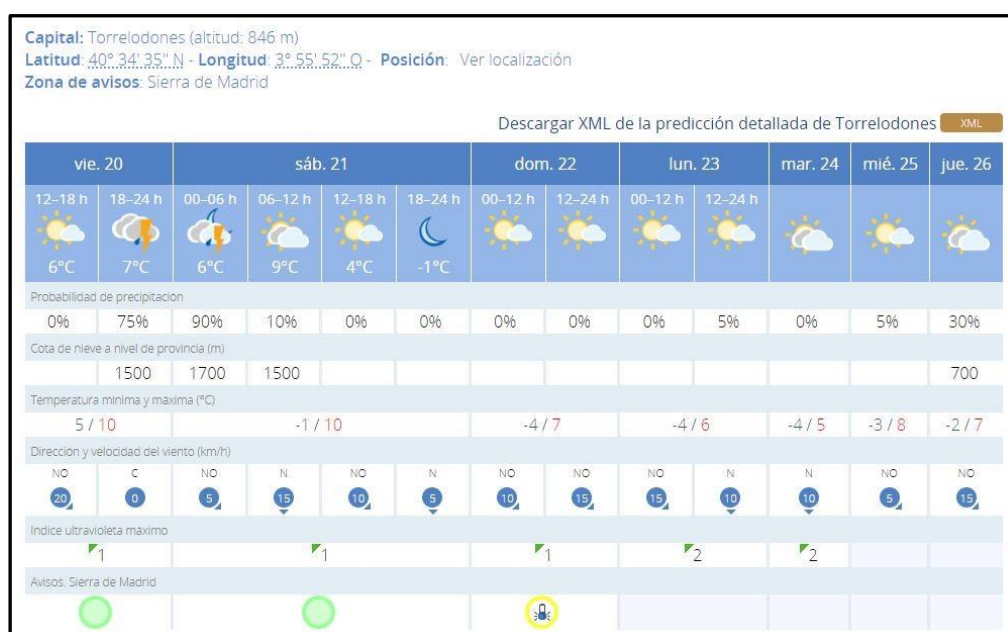 Capital: Torrelodones (altitud: 846 m)
Latitud: 40° 34' 35'' N - Longitud: 3° 55' 52'' O - Posición: Ver localización
Zona de avisos: Sierra de Madrid
Descargar XML de la predicción detallada de Torrelodones XML
vie. 20 sáb. 21 dom. 22 lun. 23 mar. 24 mié. 25 jue. 26
12–18 h 18–24 h 00–06 h 06–12 h 12–18 h 18–24 h 00–12 h 12–24 h 00–12 h 12–24 h
6°C 7°C 6°C 9°C 4°C -1°C
Probabilidad de precipitacion
0% 75% 90% 10% 0% 0% 0% 0% 0% 5% 0% 5% 30%
Cota de nieve a nivel de provincia (m)
1500 1700 1500 700
Temperatura minima y maxima (°C)
5 / 10 -1 / 10 -4 / 7 -4 / 6 -4 / 5 -3 / 8 -2 / 7
Direccion y velocidad del viento (km/h)
NO C NO N NO N NO NO NO N N NO NO
20 0 5 15 10 5 10 15 15 10 10 5 15
Indice ultravioleta maximo
1 1 1 2 2
Avisos. Sierra de Madrid